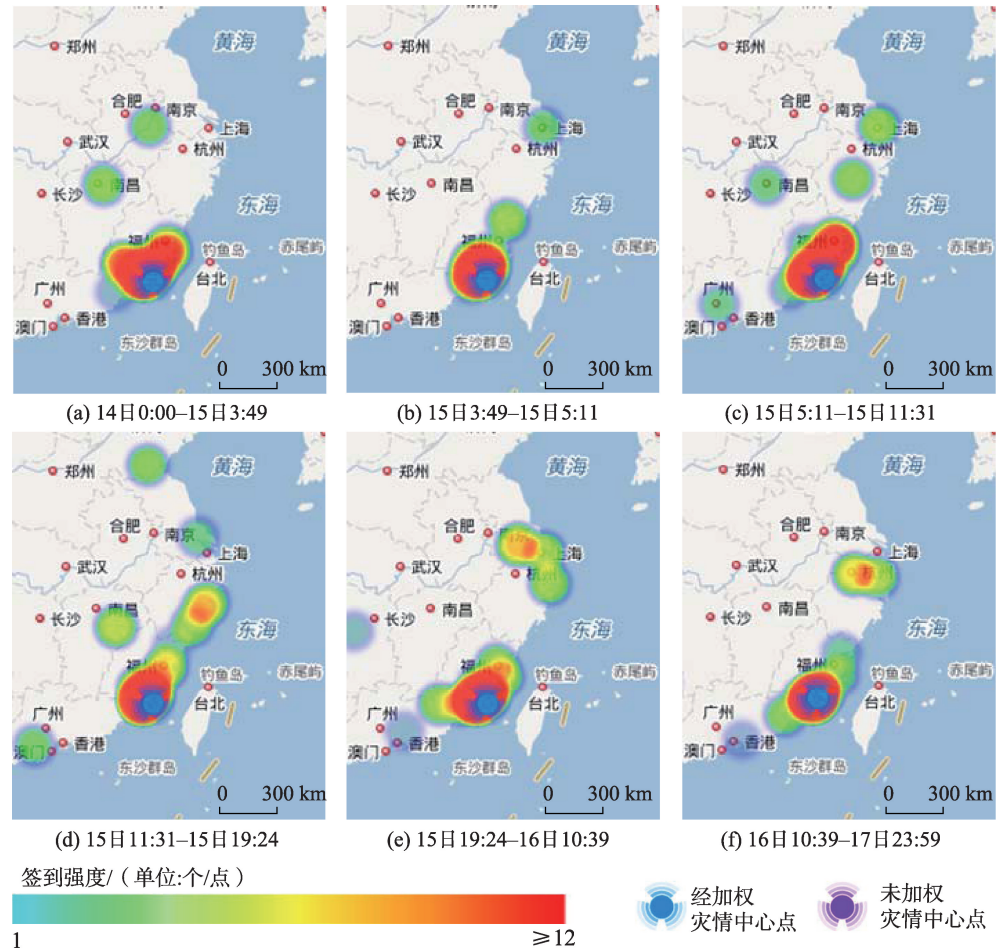 黄海
郑州
合肥
南京
上海
武汉
杭州
南昌
长沙
东海
福州
钓鱼岛
赤尾屿
台北
广州
香港
澳门
东沙群岛
0 300 km
(a) 14日0:00–15日3:49
黄海
郑州
合肥
南京
上海
武汉
杭州
南昌
长沙
东海
福州
钓鱼岛
赤尾屿
台北
广州
香港
澳门
东沙群岛
0 300 km
(b) 15日3:49–15日5:11
黄海
郑州
合肥
南京
上海
武汉
杭州
南昌
长沙
东海
福州
钓鱼岛
赤尾屿
台北
广州
香港
澳门
东沙群岛
0 300 km
(c) 15日5:11–15日11:31
黄海
郑州
合肥
南京
上海
武汉
杭州
南昌
长沙
东海
福州
钓鱼岛
赤尾屿
台北
广州
香港
澳门
东沙群岛
0 300 km
(d) 15日11:31–15日19:24
黄海
郑州
合肥
上海
武汉
杭州
南昌
长沙
东海
福州
钓鱼岛
赤尾屿
台北
广州
香港
澳门
东沙群岛
0 300 km
(e) 15日19:24–16日10:39
黄海
郑州
合肥
南京
上海
武汉
杭州
南昌
长沙
东海
福州
钓鱼岛
赤尾屿
台北
广州
香港
澳门
东沙群岛
0 300 km
(f) 16日10:39–17日23:59
签到强度/（单位:个/点）
1 ≥12
经加权
灾情中心点
未加权
灾情中心点